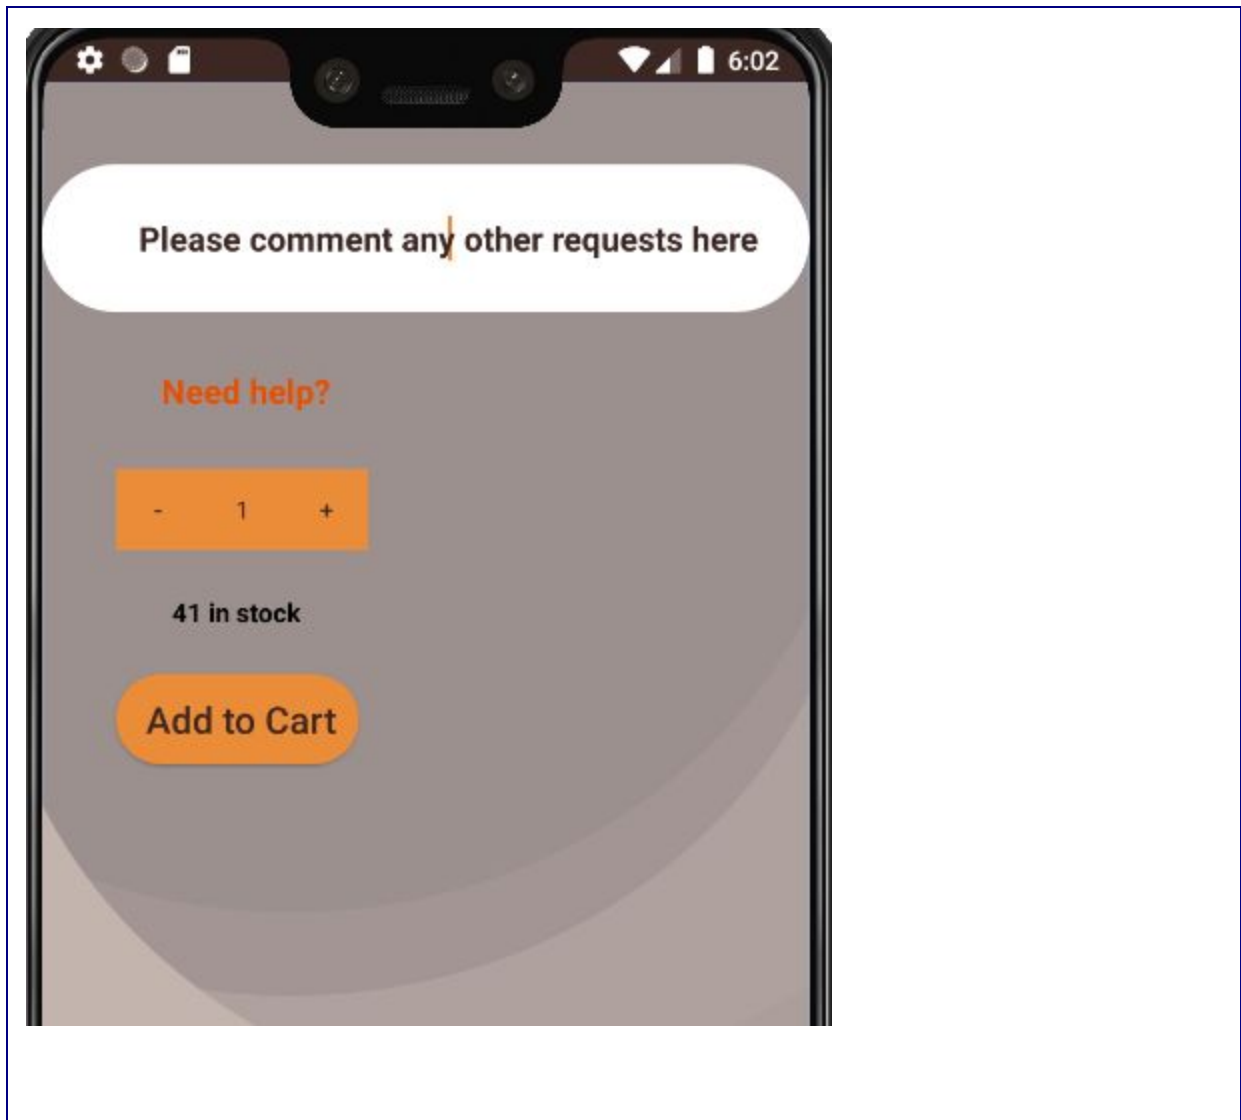 6:02
Please comment any other requests here
Need help?
- 1 +
41 in stock
Add to Cart